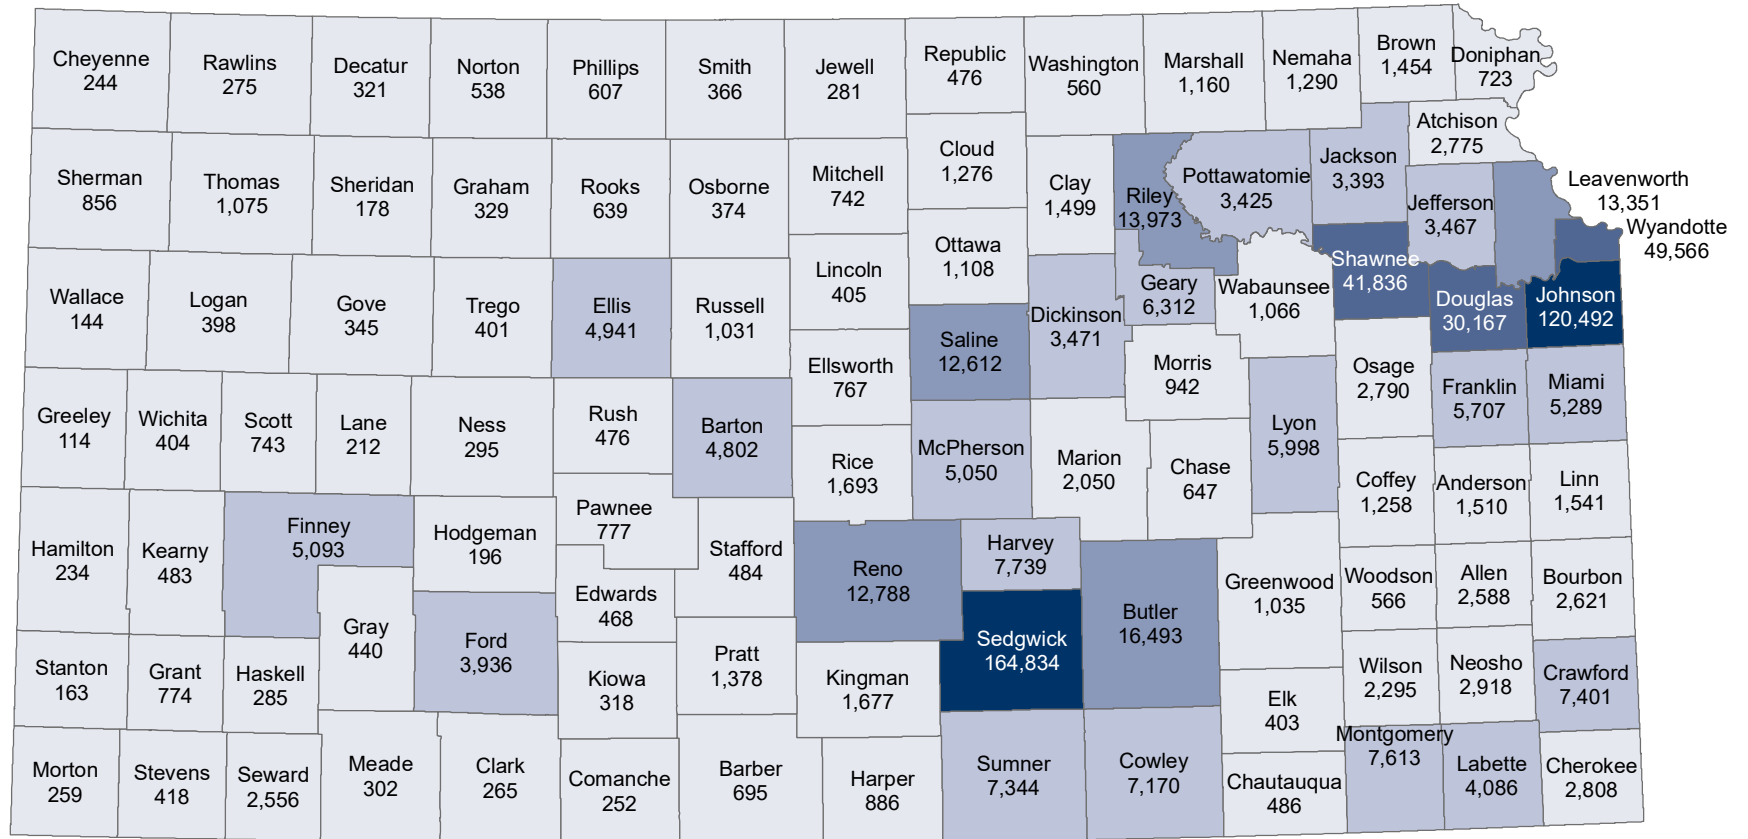 Cheyenne
244
Rawlins
275
Decatur
321
Norton
538
Phillips
607
Smith
366
Jewell
281
Republic
476
Washington
560
Marshall
1,160
Nemaha
1,290
Brown
1,454
Doniphan
723
Sherman
856
Thomas
1,075
Sheridan
178
Graham
329
Rooks
639
Osborne
374
Mitchell
742
Cloud
1,276
Clay
1,499
Riley
13,973
Pottawatomie
3,425
Jackson
3,393
Atchison
2,775
Jefferson
3,467
Leavenworth
13,351
Wyandotte
49,566
Wallace
144
Logan
398
Gove
345
Trego
401
Ellis
4,941
Russell
1,031
Lincoln
405
Ottawa
1,108
Saline
12,612
Dickinson
3,471
Geary
6,312
Wabaunsee
1,066
Shawnee
41,836
Douglas
30,167
Johnson
120,492
Greeley
114
Wichita
404
Scott
743
Lane
212
Ness
295
Rush
476
Barton
4,802
Ellsworth
767
Rice
1,693
McPherson
5,050
Marion
2,050
Morris
942
Chase
647
Lyon
5,998
Osage
2,790
Franklin
5,707
Miami
5,289
Coffey
1,258
Anderson
1,510
Linn
1,541
Hamilton
234
Kearny
483
Finney
5,093
Hodgeman
196
Pawnee
777
Stafford
484
Edwards
468
Reno
12,788
Harvey
7,739
Sedgwick
164,834
Butler
16,493
Greenwood
1,035
Woodson
566
Allen
2,588
Bourbon
2,621
Stanton
163
Grant
774
Haskell
285
Gray
440
Ford
3,936
Kiowa
318
Pratt
1,378
Kingman
1,677
Elk
403
Wilson
2,295
Neosho
2,918
Crawford
7,401
Morton
259
Stevens
418
Seward
2,556
Meade
302
Clark
265
Comanche
252
Barber
695
Harper
886
Sumner
7,344
Cowley
7,170
Chautauqua
486
Montgomery
7,613
Labette
4,086
Cherokee
2,808